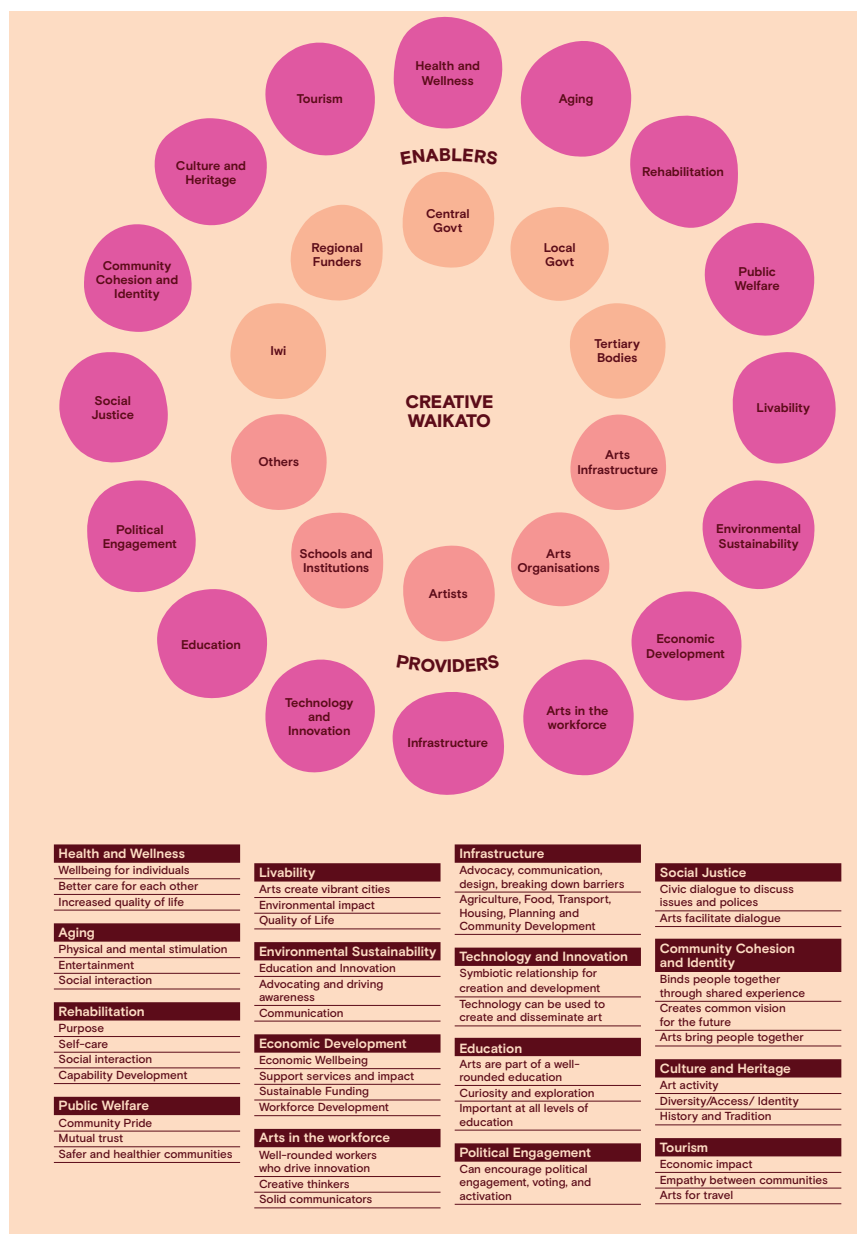 Health and
Wellness
Tourism
Aging
Culture and
Heritage
Rehabilitation
ENABLERS
Central
Govt
Regional
Funders
Local
Govt
Community
Cohesion and
Identity
Public
Welfare
Iwi
Tertiary
Bodies
CREATIVE
WAIKATO
Social
Justice
Livability
Others
Arts
Infrastructure
Political
Engagement
Environmental
Sustainability
Schools and
Institutions
Arts
Organisations
Artists
Education
Economic
Development
PROVIDERS
Technology
and
Innovation
Arts in the
workforce
Infrastructure
Health and Wellness
Wellbeing for individuals
Better care for each other
Increased quality of life
Aging
Physical and mental stimulation
Entertainment
Social interaction
Rehabilitation
Purpose
Self-care
Social interaction
Capability Development
Public Welfare
Community Pride
Mutual trust
Safer and healthier communities
Livability
Arts create vibrant cities
Environmental impact
Quality of Life
Environmental Sustainability
Education and Innovation
Advocating and driving
awareness
Communication
Economic Development
Economic Wellbeing
Support services and impact
Sustainable Funding
Workforce Development
Arts in the workforce
Well-rounded workers
who drive innovation
Creative thinkers
Solid communicators
Infrastructure
Advocacy, communication,
design, breaking down barriers
Agriculture, Food, Transport,
Housing, Planning and
Community Development
Technology and Innovation
Symbiotic relationship for
creation and development
Technology can be used to
create and disseminate art
Education
Arts are part of a well-
rounded education
Curiosity and exploration
Important at all levels of
education
Political Engagement
Can encourage political
engagement, voting, and
activation
Social Justice
Civic dialogue to discuss
issues and polices
Arts facilitate dialogue
Community Cohesion
and Identity
Binds people together
through shared experience
Creates common vision
for the future
Arts bring people together
Culture and Heritage
Art activity
Diversity/Access/ Identity
History and Tradition
Tourism
Economic impact
Empathy between communities
Arts for travel